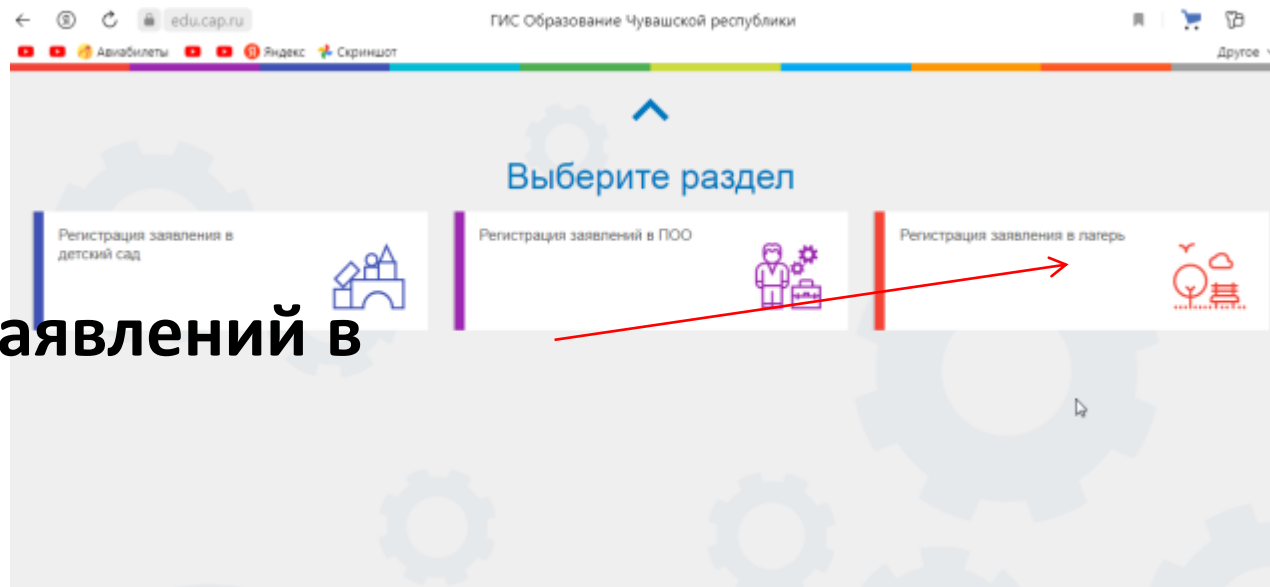 edu.cap.ru
ГИС Образование Чувашской республики
Авиабилеты
Яндекс
Скриншот
Другое
Выберите раздел
Регистрация заявления в
детский сад
Регистрация заявлений в ПОО
Регистрация заявления в лагерь
аявлений в